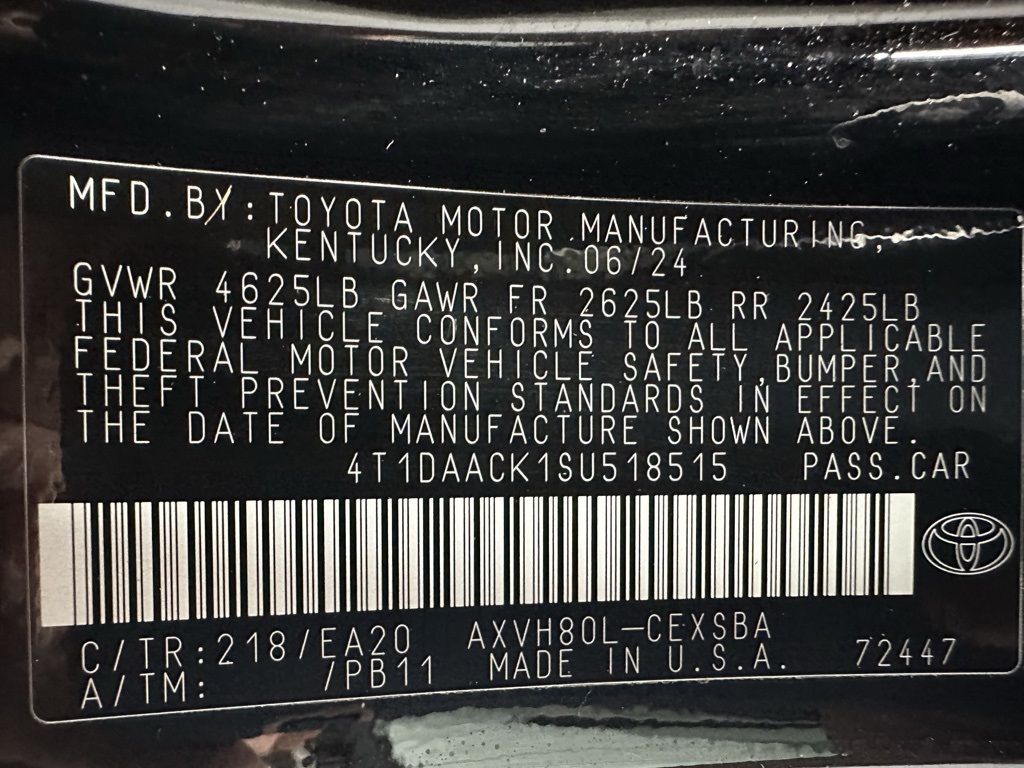 MFD.BY:TOYOTA MOTOR MANUFACTURING,
KENTUCKY,INC.06/24
GVWR 4625LB GAWR FR 2625LB RR 2425LB
THIS VEHICLE CONFORMS TO ALL APPLICABLE
FEDERAL MOTOR VEHICLE SAFETY,BUMPER,AND
THEFT PREVENTION STANDARDS IN EFFECT ON
THE DATE OF MANUFACTURE SHOWN ABOVE.
4T1DAACK1SU518515 PASS.CAR
C/TR:218/EA20 AXVH80L-CEXSBA
A/TM: /PB11 MADE IN U.S.A. 72447